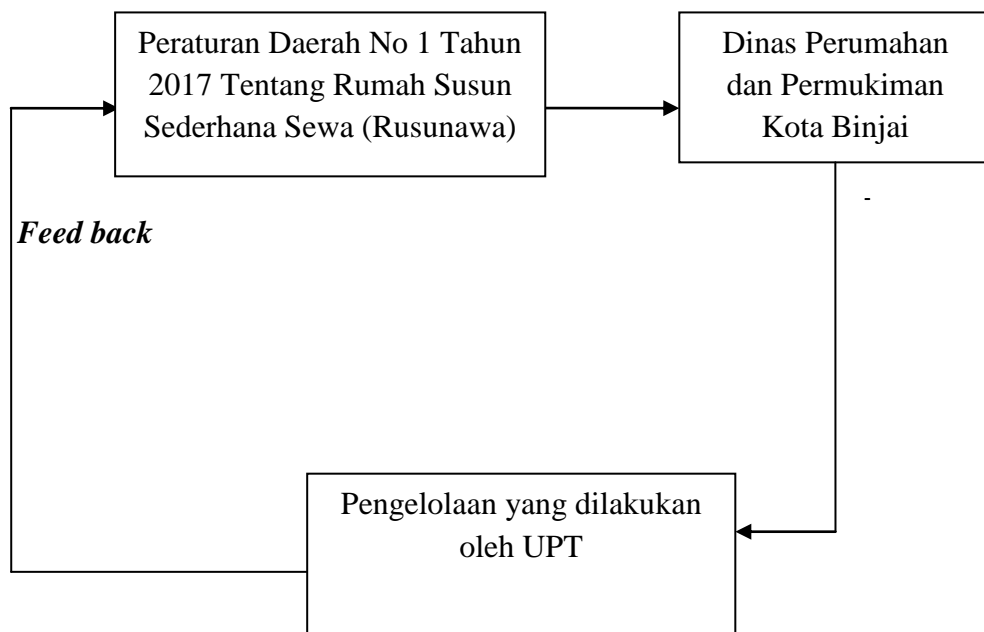 Peraturan Daerah No 1 Tahun
2017 Tentang Rumah Susun
Sederhana Sewa (Rusunawa)
Dinas Perumahan
dan Permukiman
Kota Binjai
-
Feed back
Pengelolaan yang dilakukan
oleh UPT